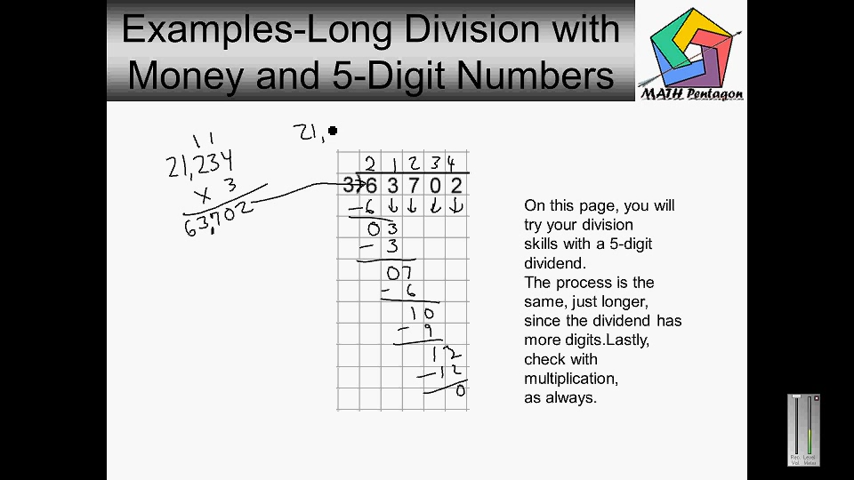 Examples-Long Division with
Money and 5-Digit Numbers
MATH Pentagon
1 1
21,234
x 3
63,702
21,
2 1 2 3 4
3 6 3 7 0 2
-6
0 3
- 3
0 7
- 6
1 0
- 9
1 2
-1 2
0
On this page, you will
try your division
skills with a 5-digit
dividend.
The process is the
same, just longer,
since the dividend has
more digits.Lastly,
check with
multiplication,
as always.